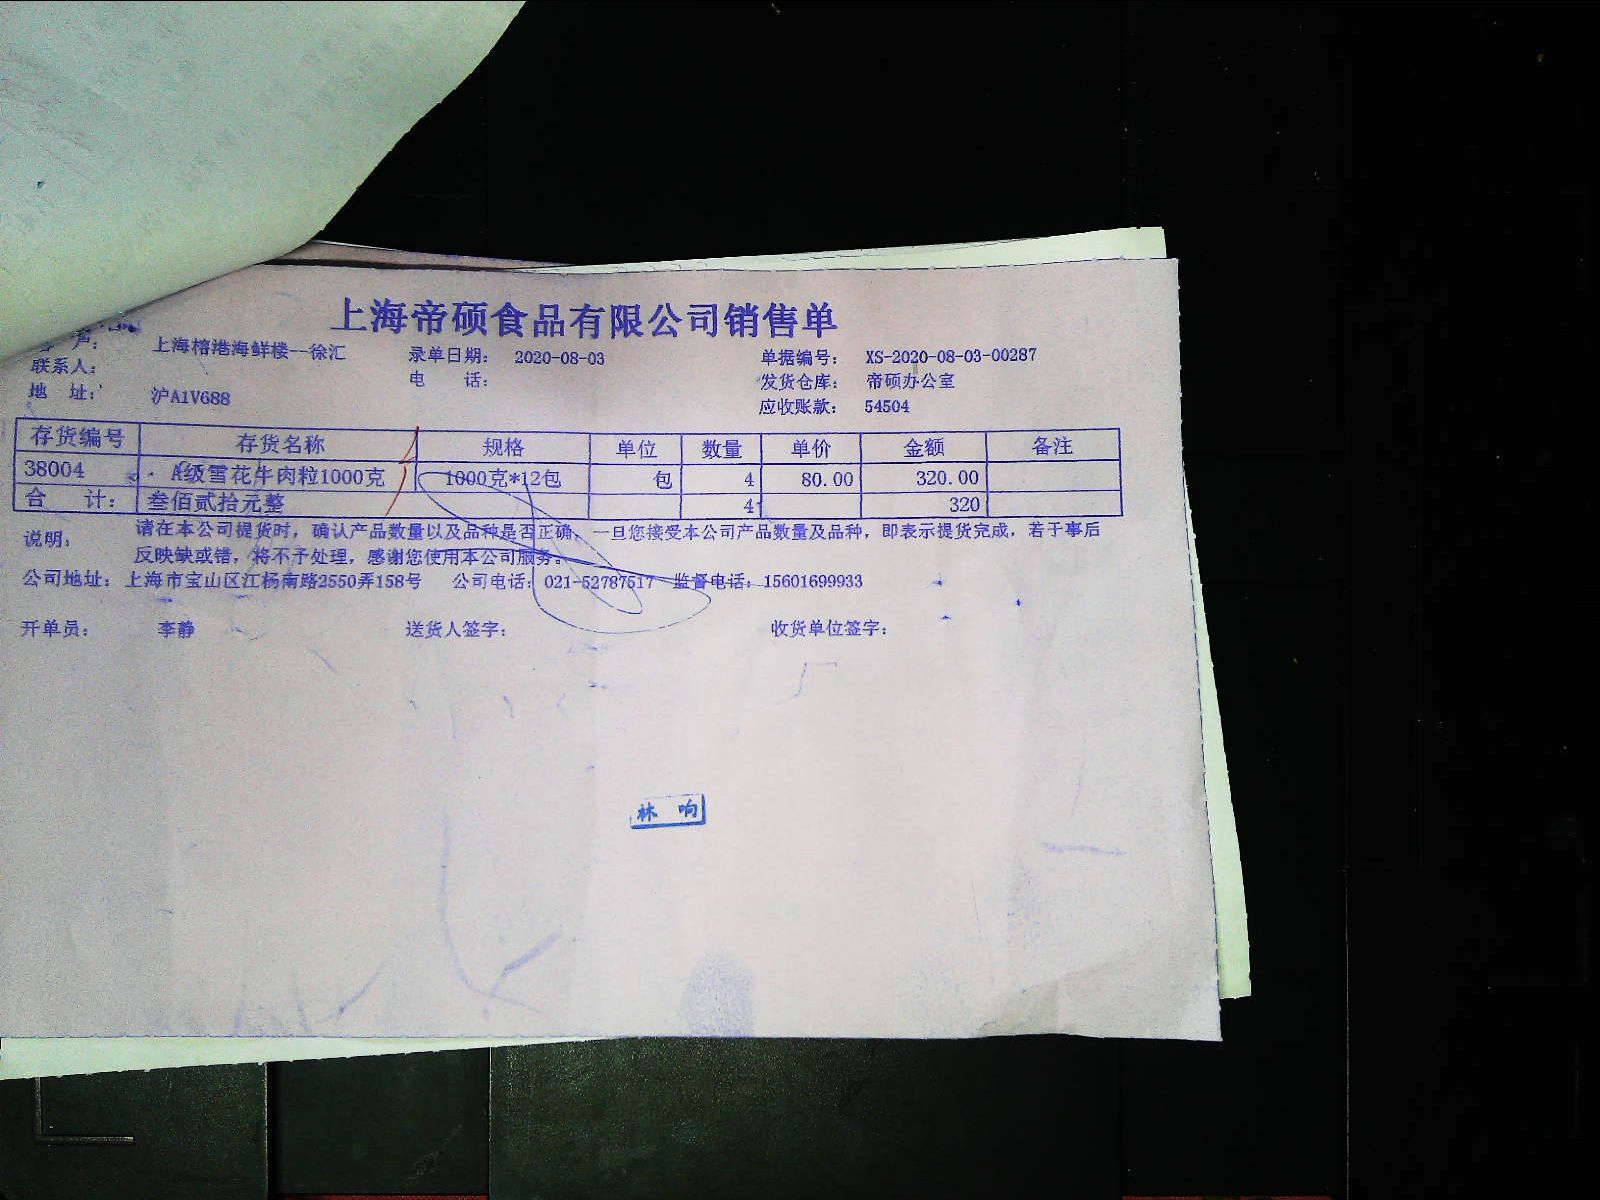 上海帝硕食品有限公司销售单
客 户： 上海榕港海鲜楼--徐汇 录单日期： 2020-08-03 单据编号： XS-2020-08-03-00287
联系人： 电 话： 发货仓库： 帝硕办公室
地 址： 沪A1V688 应收账款： 54504
存货编号 存货名称 规格 单位 数量 单价 金额 备注
38004 A级雪花牛肉粒1000克 1000克*12包 包 4 80.00 320.00
合 计： 叁佰贰拾元整 4 320
说明： 请在本公司提货时，确认产品数量以及品种是否正确，一旦您接受本公司产品数量及品种，即表示提货完成，若于事后
反映缺或错，将不予处理，感谢您使用本公司服务。
公司地址：上海市宝山区江杨南路2550弄158号 公司电话：021-52787517 监督电话：15601699933
开单员： 李静 送货人签字： 收货单位签字：
林 响